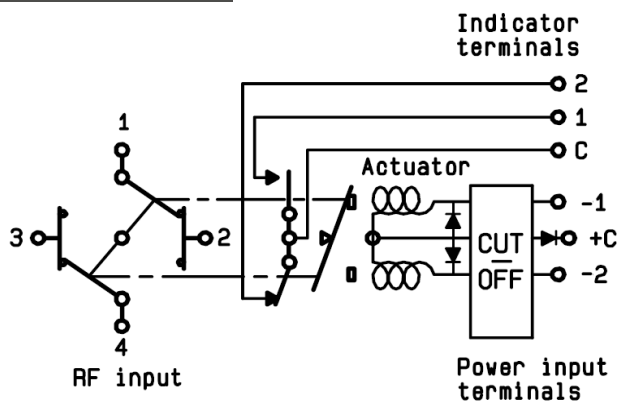 Indicator
terminals
2
1
C
1
Actuator
-1
3
2
CUT
+C
OFF
-2
4
RF input
Power input
terminals